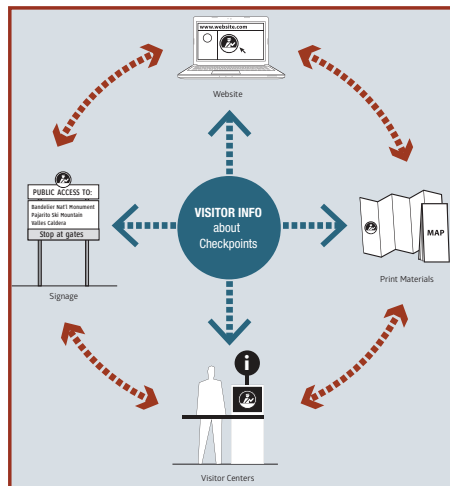 www.website.com
Website
PUBLIC ACCESS TO:
Bandelier Nat'l Monument
Pajarito Ski Mountain
Valles Caldera
Stop at gates
Signage
VISITOR INFO
about
Checkpoints
MAP
Print Materials
i
Visitor Centers